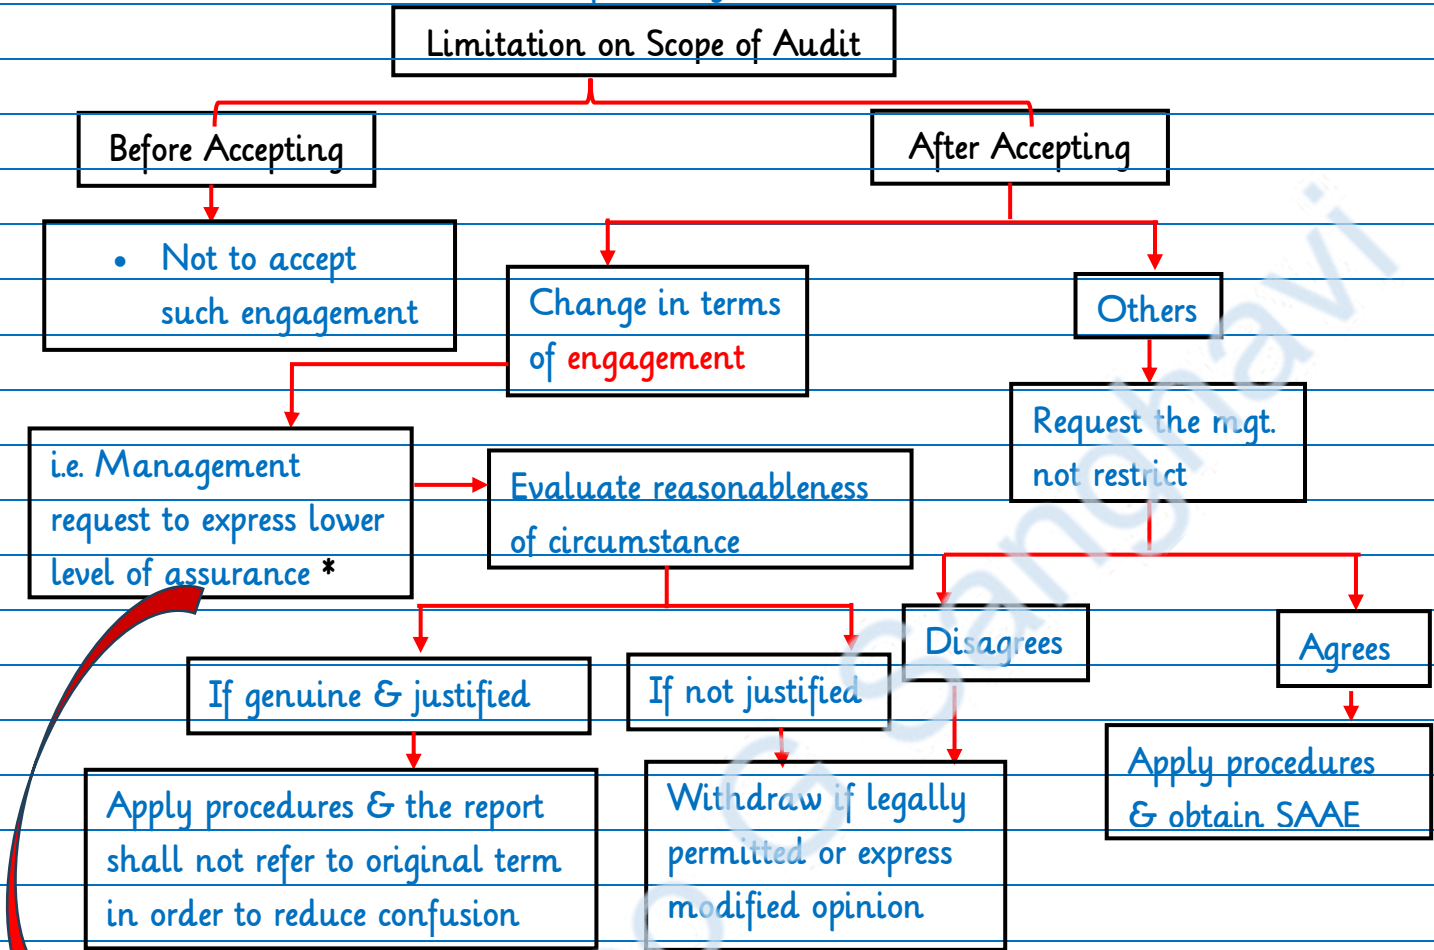 Limitation on Scope of Audit
Before Accepting
After Accepting
• Not to accept
such engagement
Change in terms
of engagement
Others
i.e. Management
request to express lower
level of assurance *
Evaluate reasonableness
of circumstance
Request the mgt.
not restrict
If genuine & justified
If not justified
Disagrees
Agrees
Apply procedures & the report
shall not refer to original term
in order to reduce confusion
Withdraw if legally
permitted or express
modified opinion
Apply procedures
& obtain SAAE
G Sanghavi